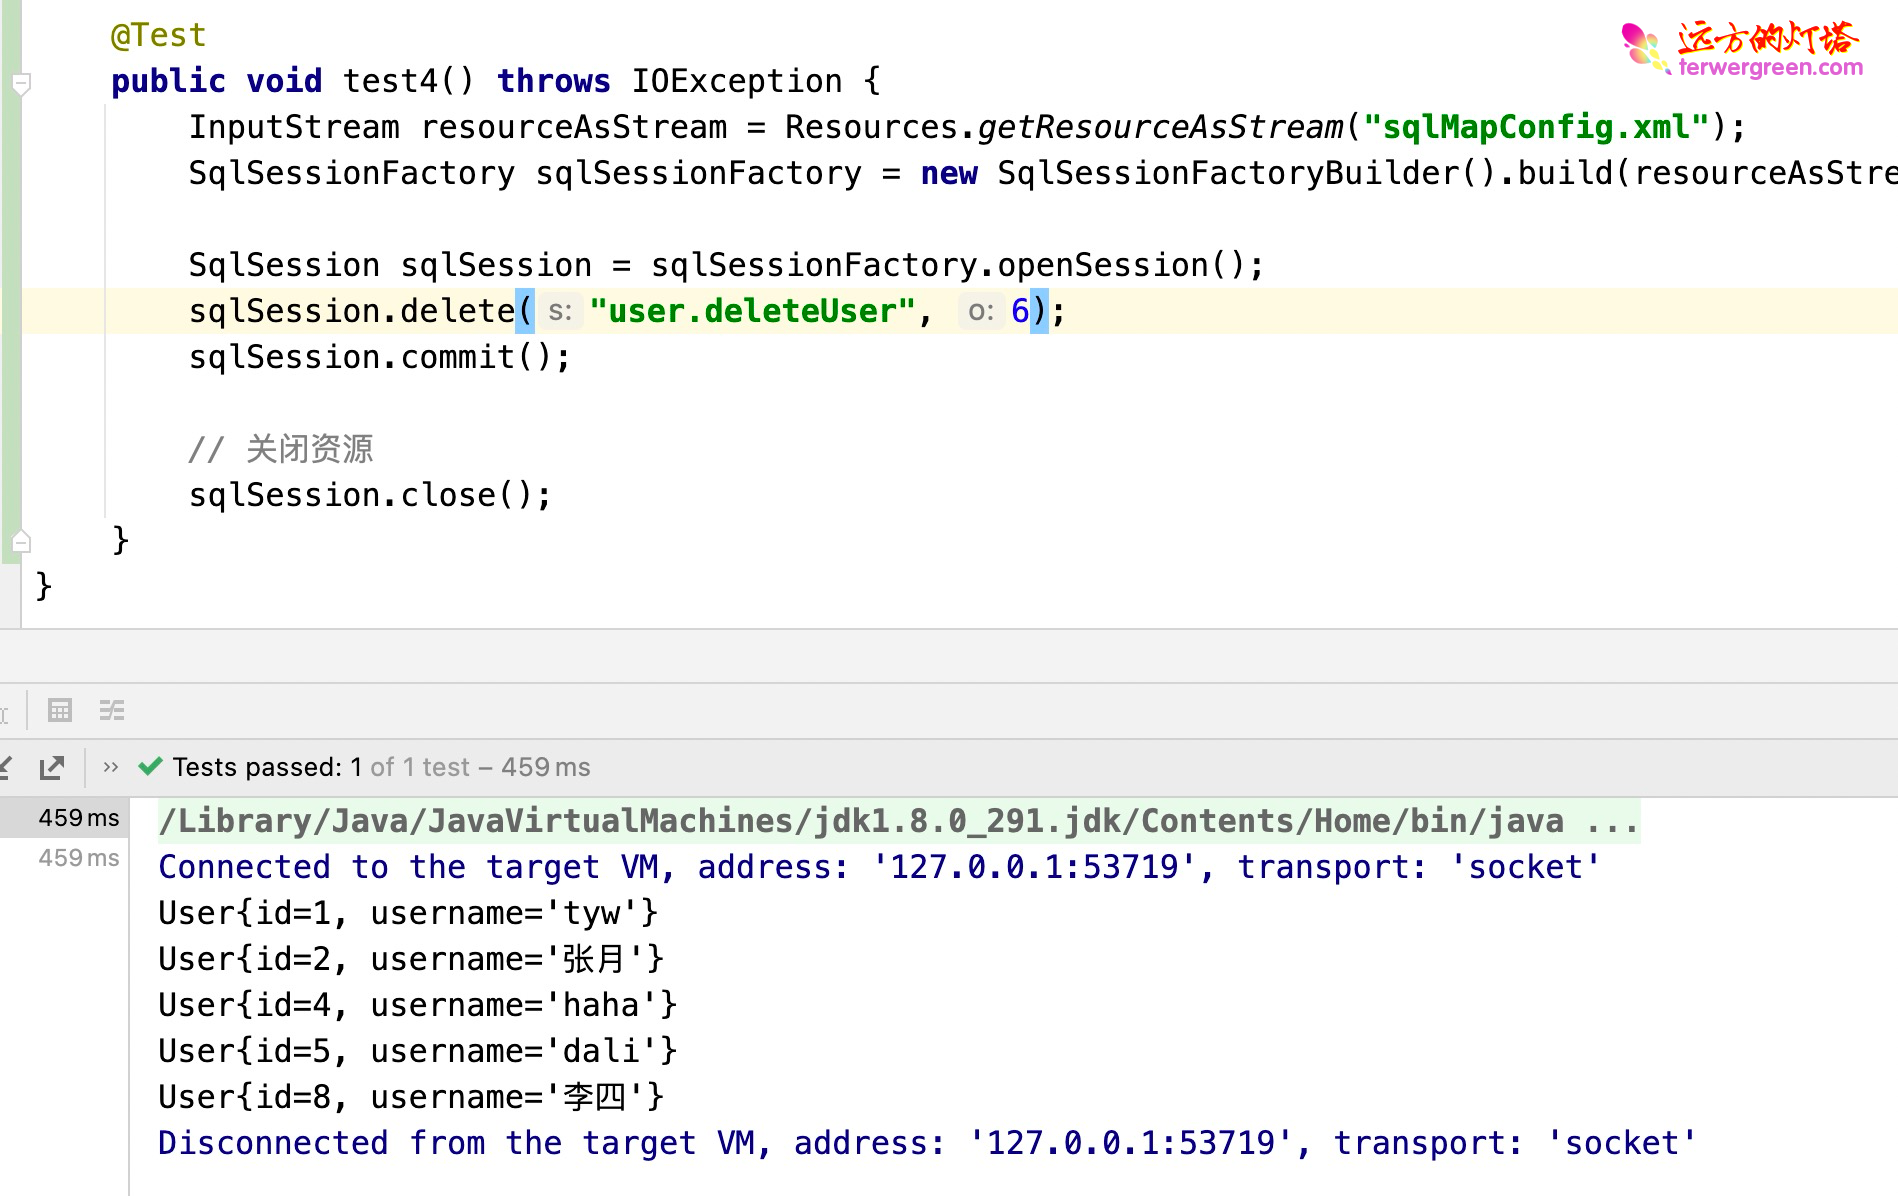 @Test
远方的灯塔
terwergreen.com
public void test4() throws IOException {
InputStream resourceAsStream = Resources.getResourceAsStream("sqlMapConfig.xml");
SqlSessionFactory sqlSessionFactory = new SqlSessionFactoryBuilder().build(resourceAsStre
SqlSession sqlSession = sqlSessionFactory.openSession();
sqlSession.delete( s: "user.deleteUser", o: 6);
sqlSession.commit();
// 关闭资源
sqlSession.close();
}
}
» Tests passed: 1 of 1 test – 459 ms
459 ms
459 ms
/Library/Java/JavaVirtualMachines/jdk1.8.0_291.jdk/Contents/Home/bin/java ...
Connected to the target VM, address: '127.0.0.1:53719', transport: 'socket'
User{id=1, username='tyw'}
User{id=2, username='张月'}
User{id=4, username='haha'}
User{id=5, username='dali'}
User{id=8, username='李四'}
Disconnected from the target VM, address: '127.0.0.1:53719', transport: 'socket'